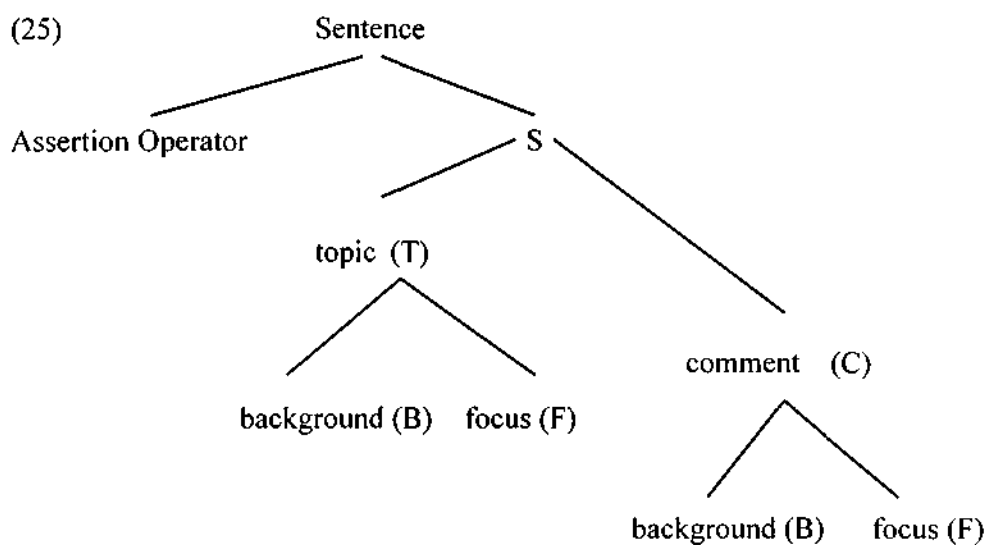 (25) Sentence
Assertion Operator S
topic (T)
comment (C)
background (B) focus (F)
background (B) focus (F)